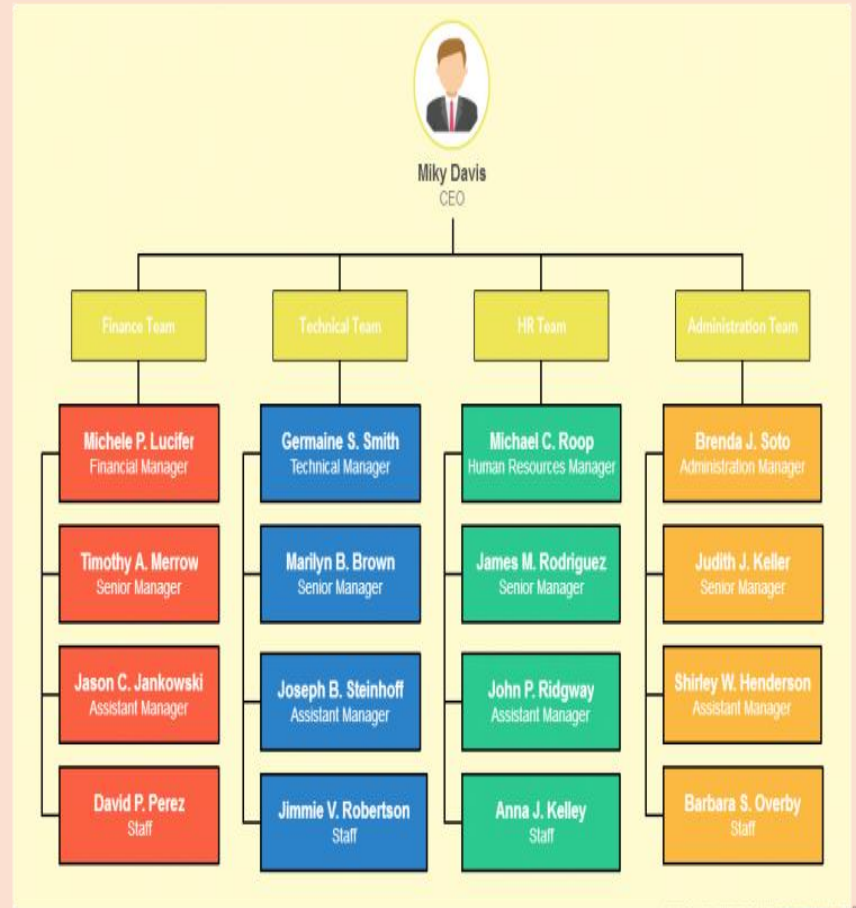 Miky Davis
CEO
Finance Team
Technical Team
HR Team
Administration Team
Michele P. Lucifer
Financial Manager
Germaine S. Smith
Technical Manager
Michael C. Roop
Human Resources Manager
Brenda J. Soto
Administration Manager
Timothy A. Merrow
Senior Manager
Marilyn B. Brown
Senior Manager
James M. Rodriguez
Senior Manager
Judith J. Keller
Senior Manager
Jason C. Jankowski
Assistant Manager
Joseph B. Steinhoff
Assistant Manager
John P. Ridgway
Assistant Manager
Shirley W. Henderson
Assistant Manager
David P. Perez
Staff
Jimmie V. Robertson
Staff
Anna J. Kelley
Staff
Barbara S. Overby
Staff